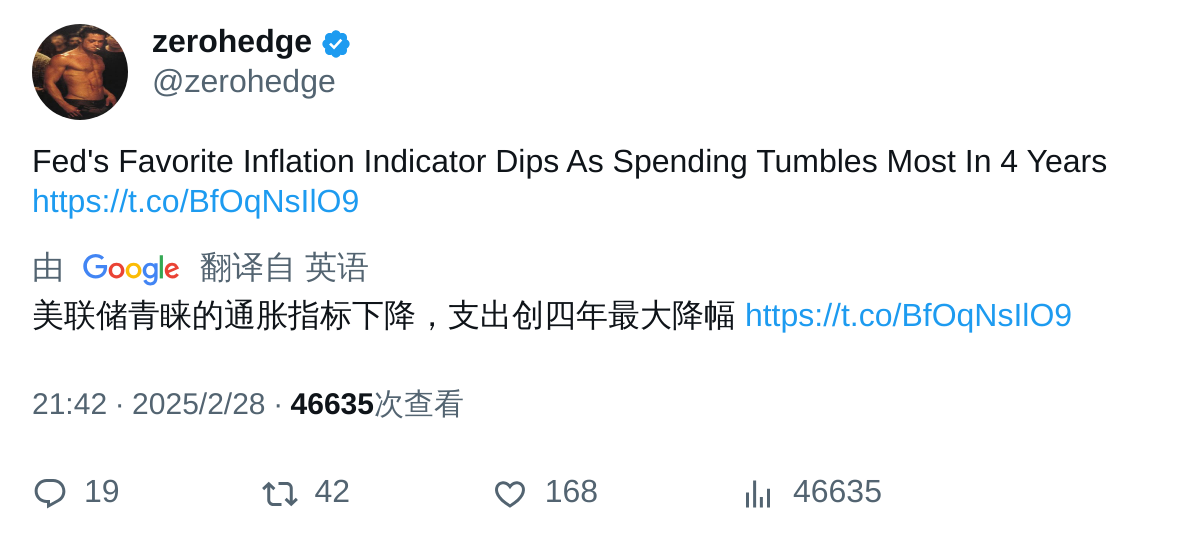 zerohedge
@zerohedge
Fed's Favorite Inflation Indicator Dips As Spending Tumbles Most In 4 Years
https://t.co/BfOqNsIlO9
由 Google 翻译自 英语
美联储青睐的通胀指标下降，支出创四年最大降幅 https://t.co/BfOqNsIlO9
21:42 · 2025/2/28 · 46635次查看
19 42 168 46635